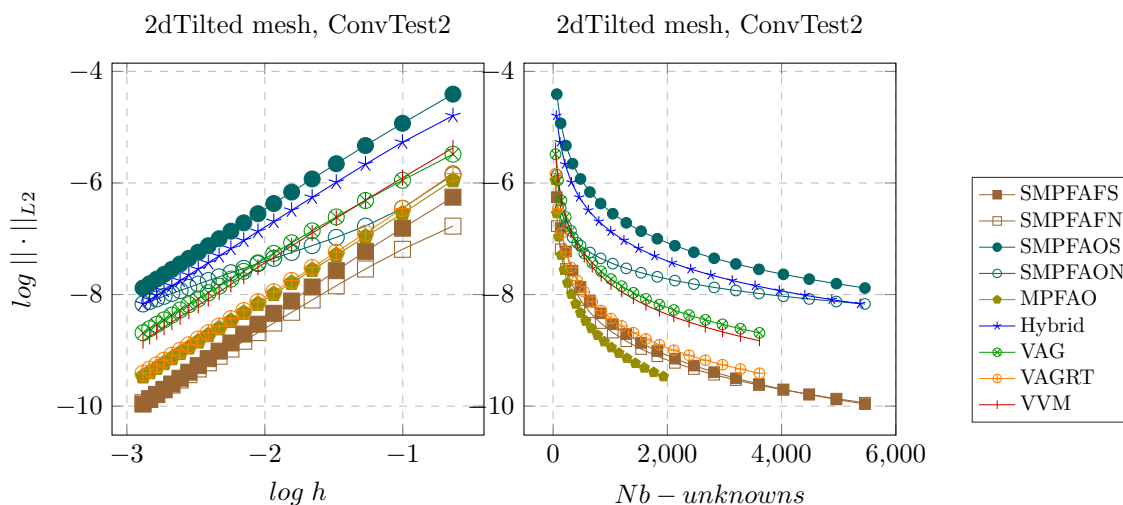 2dTilted mesh, ConvTest2
−4
−6
−8
−10
−3
−2
−1
log h
log || · ||L2
2dTilted mesh, ConvTest2
−4
−6
−8
−10
0
2,000
4,000
6,000
Nb − unknowns
SMPFAFS
SMPFAFN
SMPFAOS
SMPFAON
MPFAO
Hybrid
VAG
VAGRT
VVM